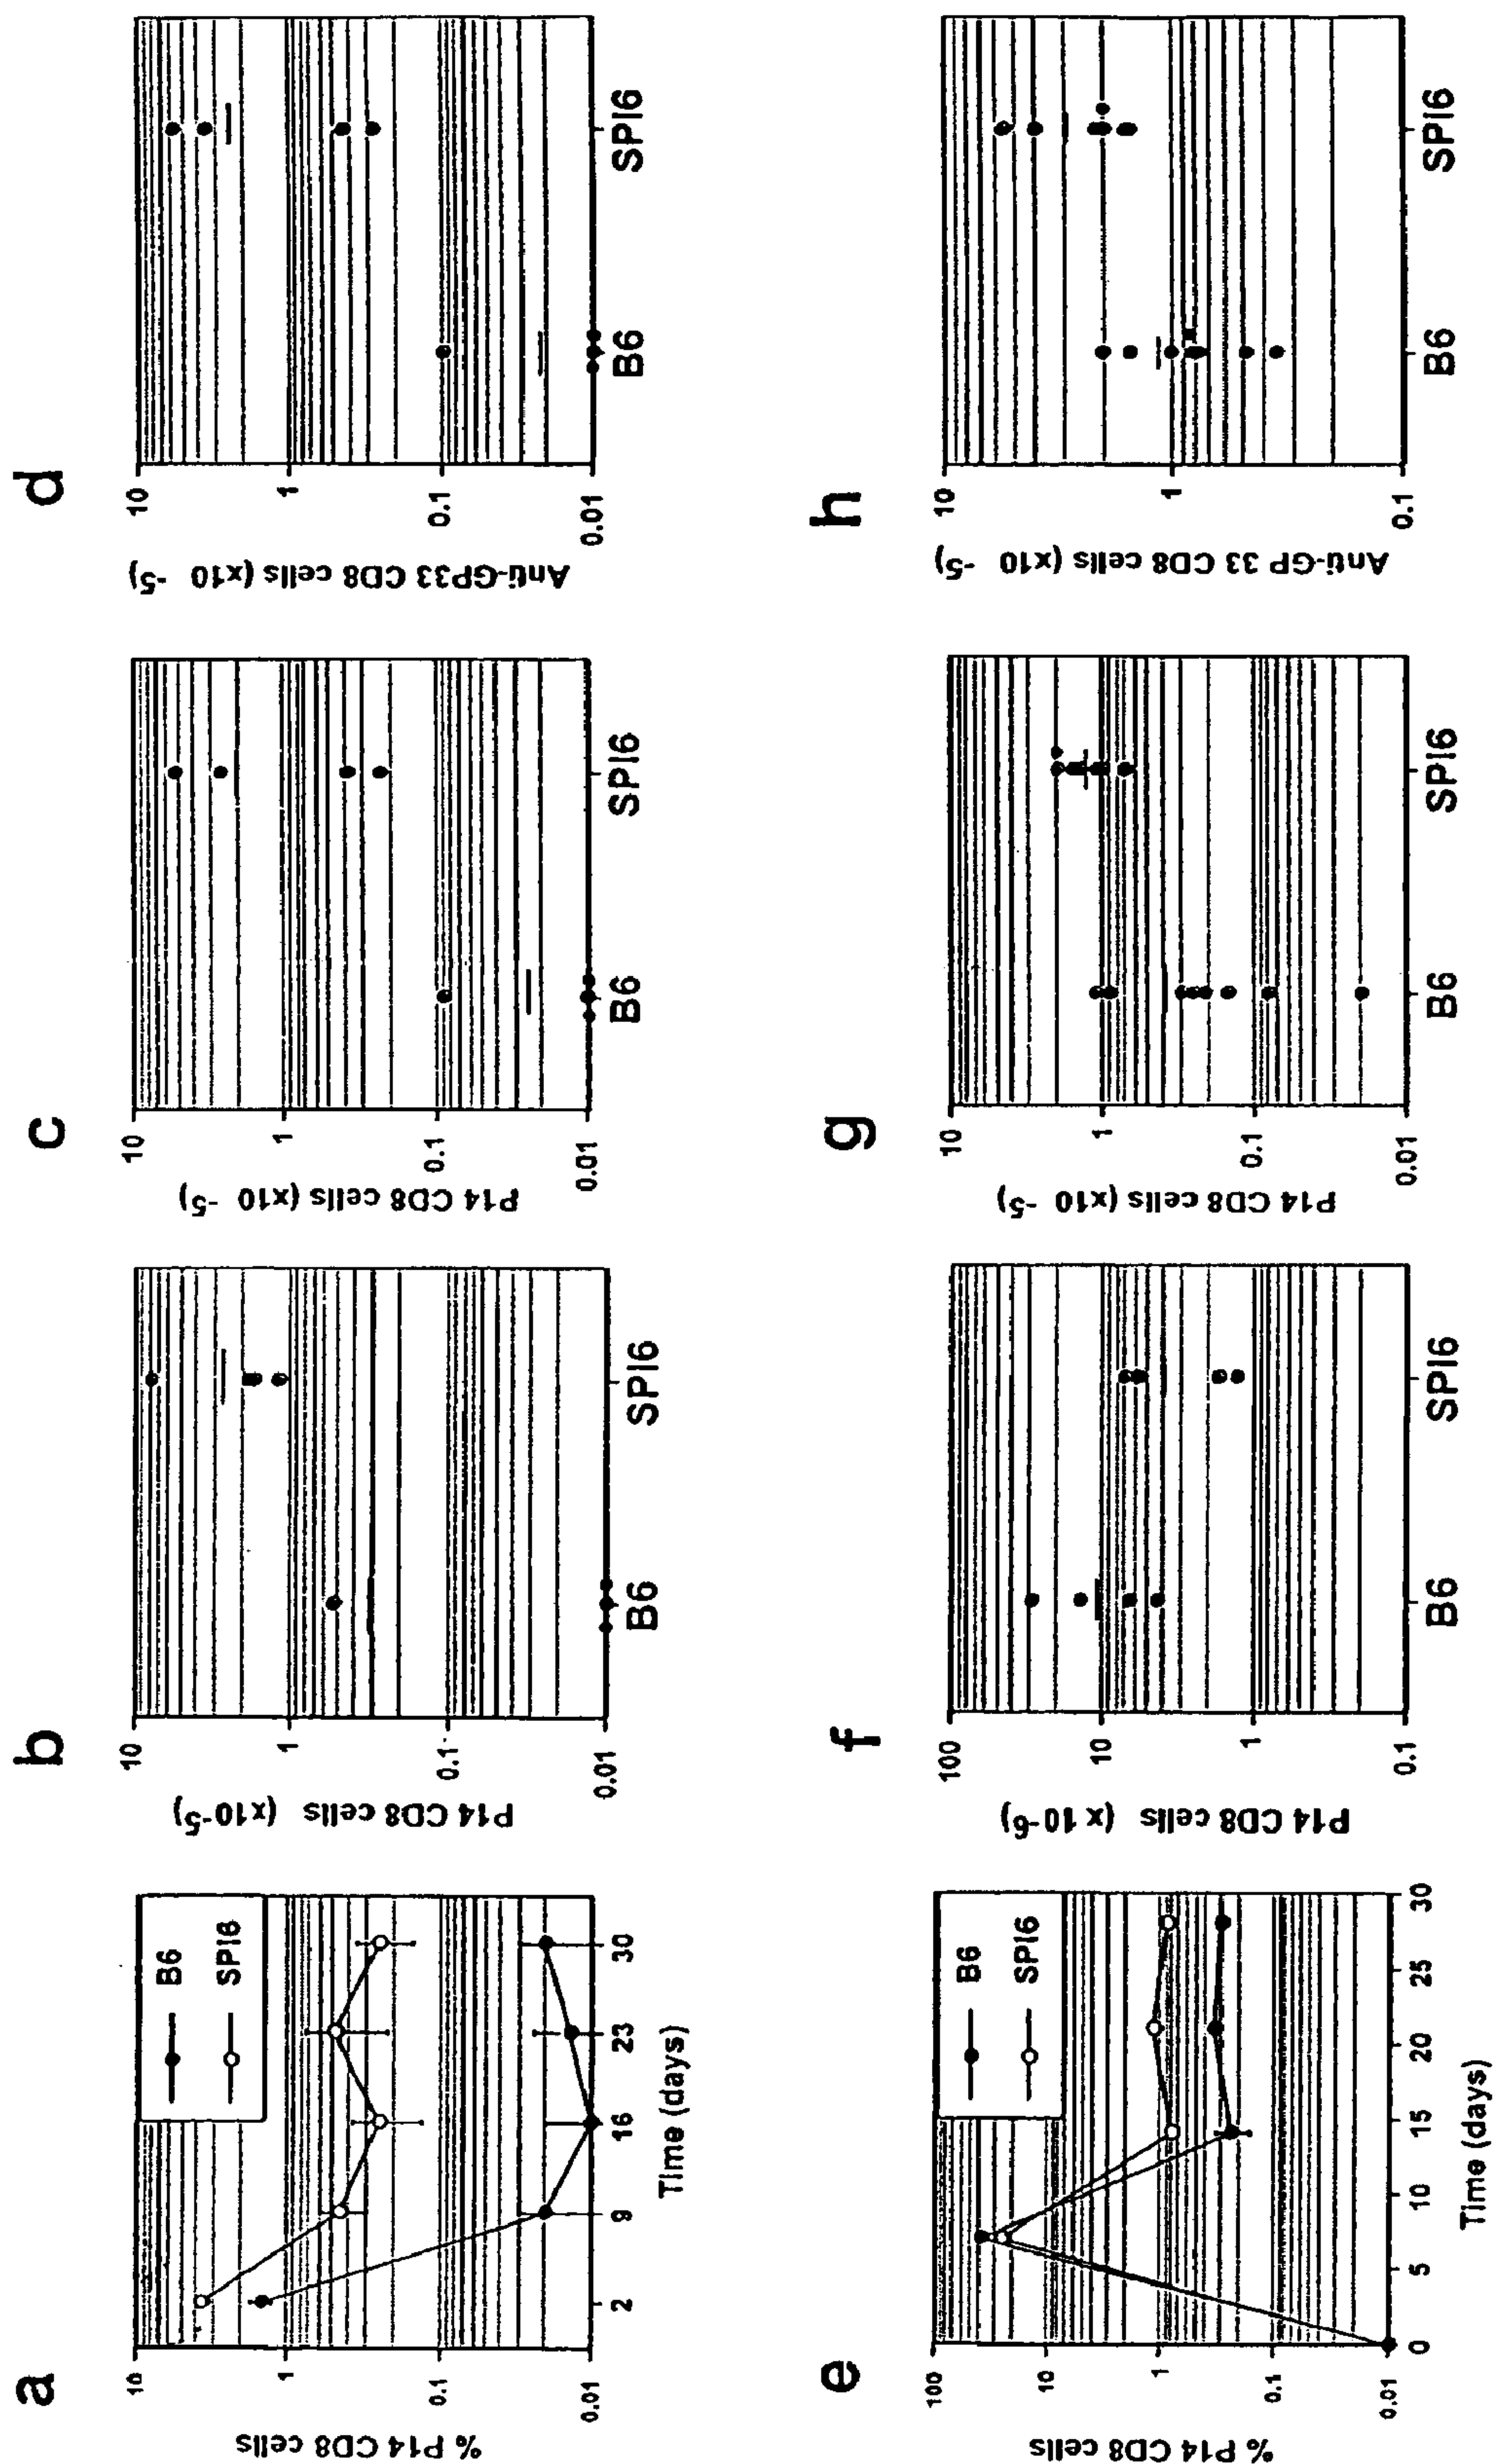 a
% P14 CD8 cells
10
1
0.1
0.01
B6
SPI6
2
9
16
23
30
Time (days)
b
P14 CD8 cells (x10-5)
10
1
0.1
0.01
B6
SPI6
c
P14 CD8 cells (x10 -5)
10
1
0.1
0.01
B6
SPI6
d
Anti-GP33 CD8 cells (x10 -5)
10
1
0.1
0.01
B6
SPI6
e
% P14 CD8 cells
100
10
1
0.1
0.01
B6
SPI6
0
5
10
15
20
25
30
Time (days)
f
P14 CD8 cells (x 10-6)
100
10
1
0.1
B6
SPI6
g
P14 CD8 cells (x10 -5)
10
1
0.1
0.01
B6
SPI6
h
Anti-GP 33 CD8 cells (x10 -5)
10
1
0.1
B6
SPI6